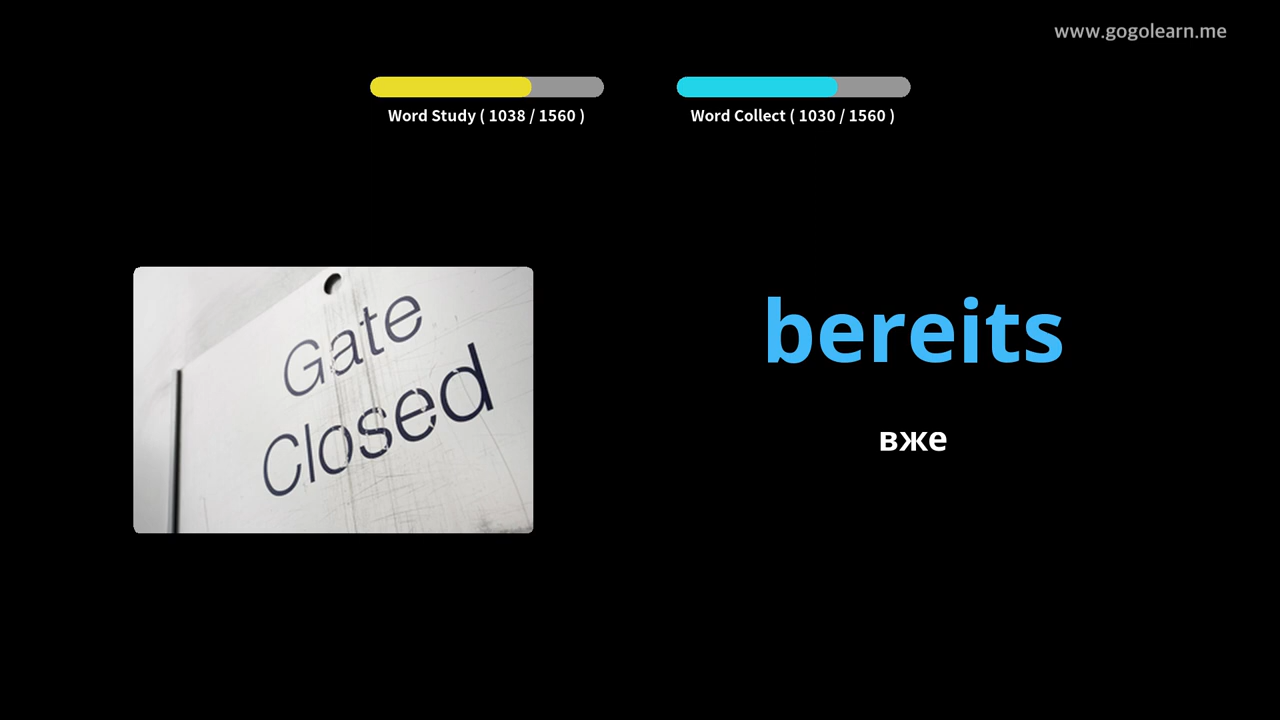 www.gogolearn.me
Word Study ( 1038 / 1560 )
Word Collect ( 1030 / 1560 )
Gate
Closed
bereits
вже